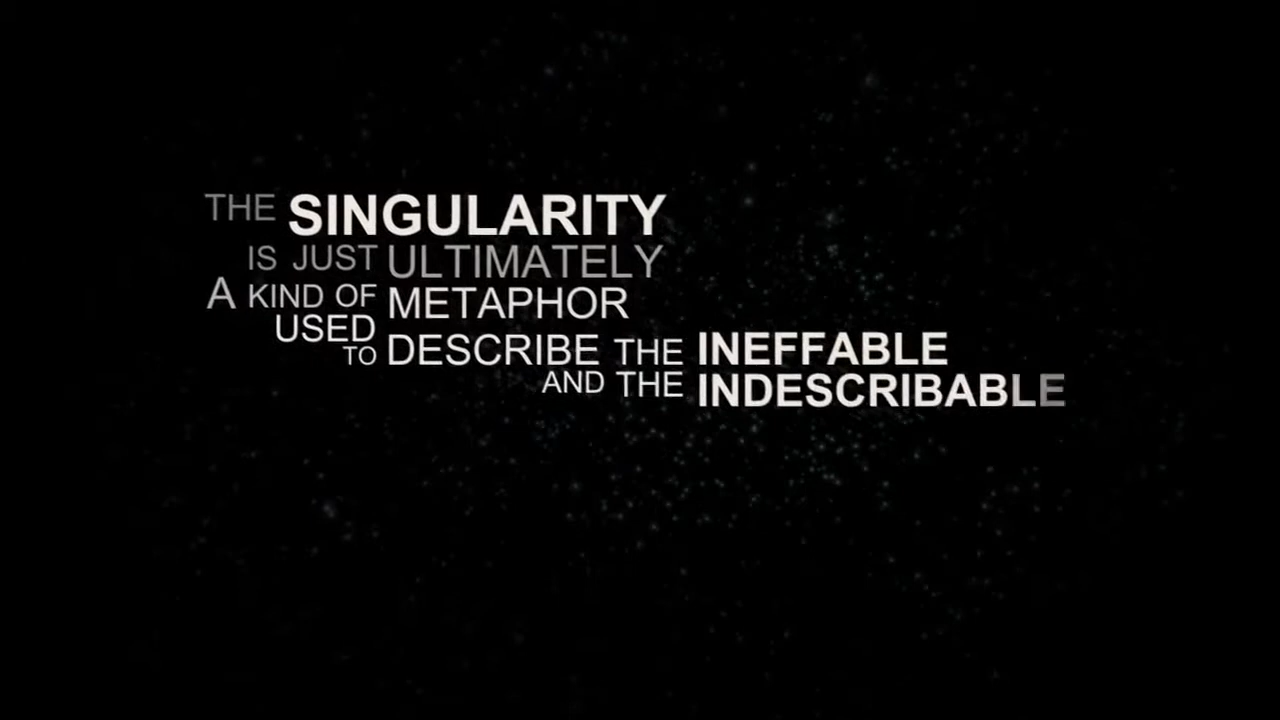 THE SINGULARITY
IS JUST ULTIMATELY
A KIND OF METAPHOR
USED
TO DESCRIBE THE INEFFABLE
AND THE INDESCRIBABLE